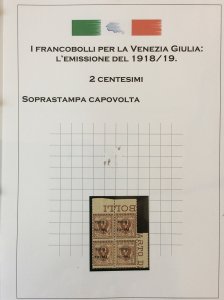 I FRANCOBOLLI PER LA VENEZIA GIULIA:
L'EMISSIONE DEL 1918/19.
2 CENTESIMI
SOPRASTAMPA CAPOVOLTA